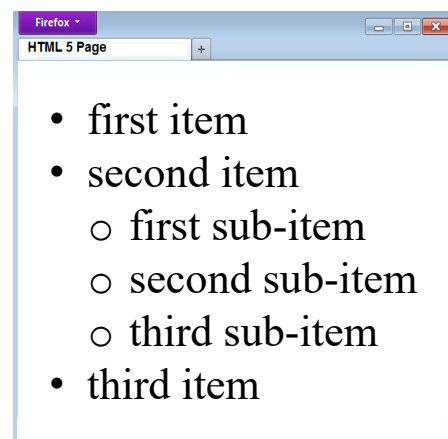 Firefox
HTML 5 Page
+
• first item
• second item
○ first sub-item
○ second sub-item
○ third sub-item
• third item